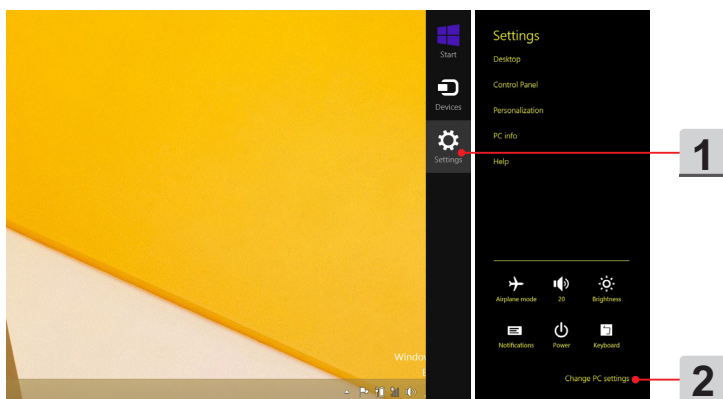 Start
Devices
Settings
Windo
Settings
Desktop
Control Panel
Personalization
PC info
Help
Airplane mode
20
Brightness
Notifications
Power
Keyboard
Change PC settings
1
2